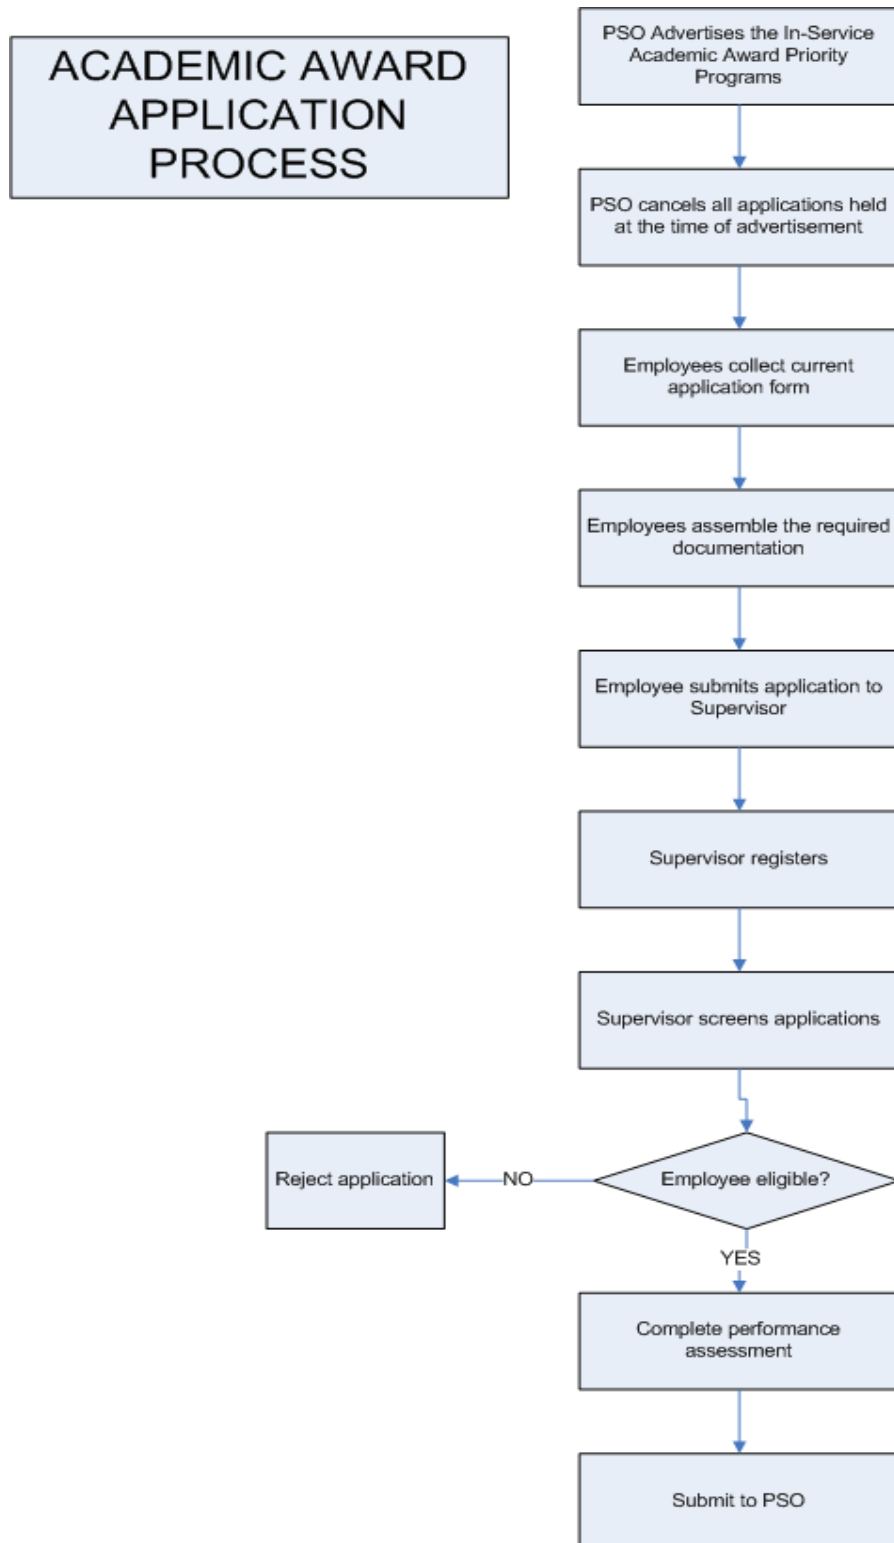 ACADEMIC AWARD
APPLICATION
PROCESS
PSO Advertises the In-Service
Academic Award Priority
Programs
PSO cancels all applications held
at the time of advertisement
Employees collect current
application form
Employees assemble the required
documentation
Employee submits application to
Supervisor
Supervisor registers
Supervisor screens applications
Employee eligible?
NO
Reject application
YES
Complete performance
assessment
Submit to PSO